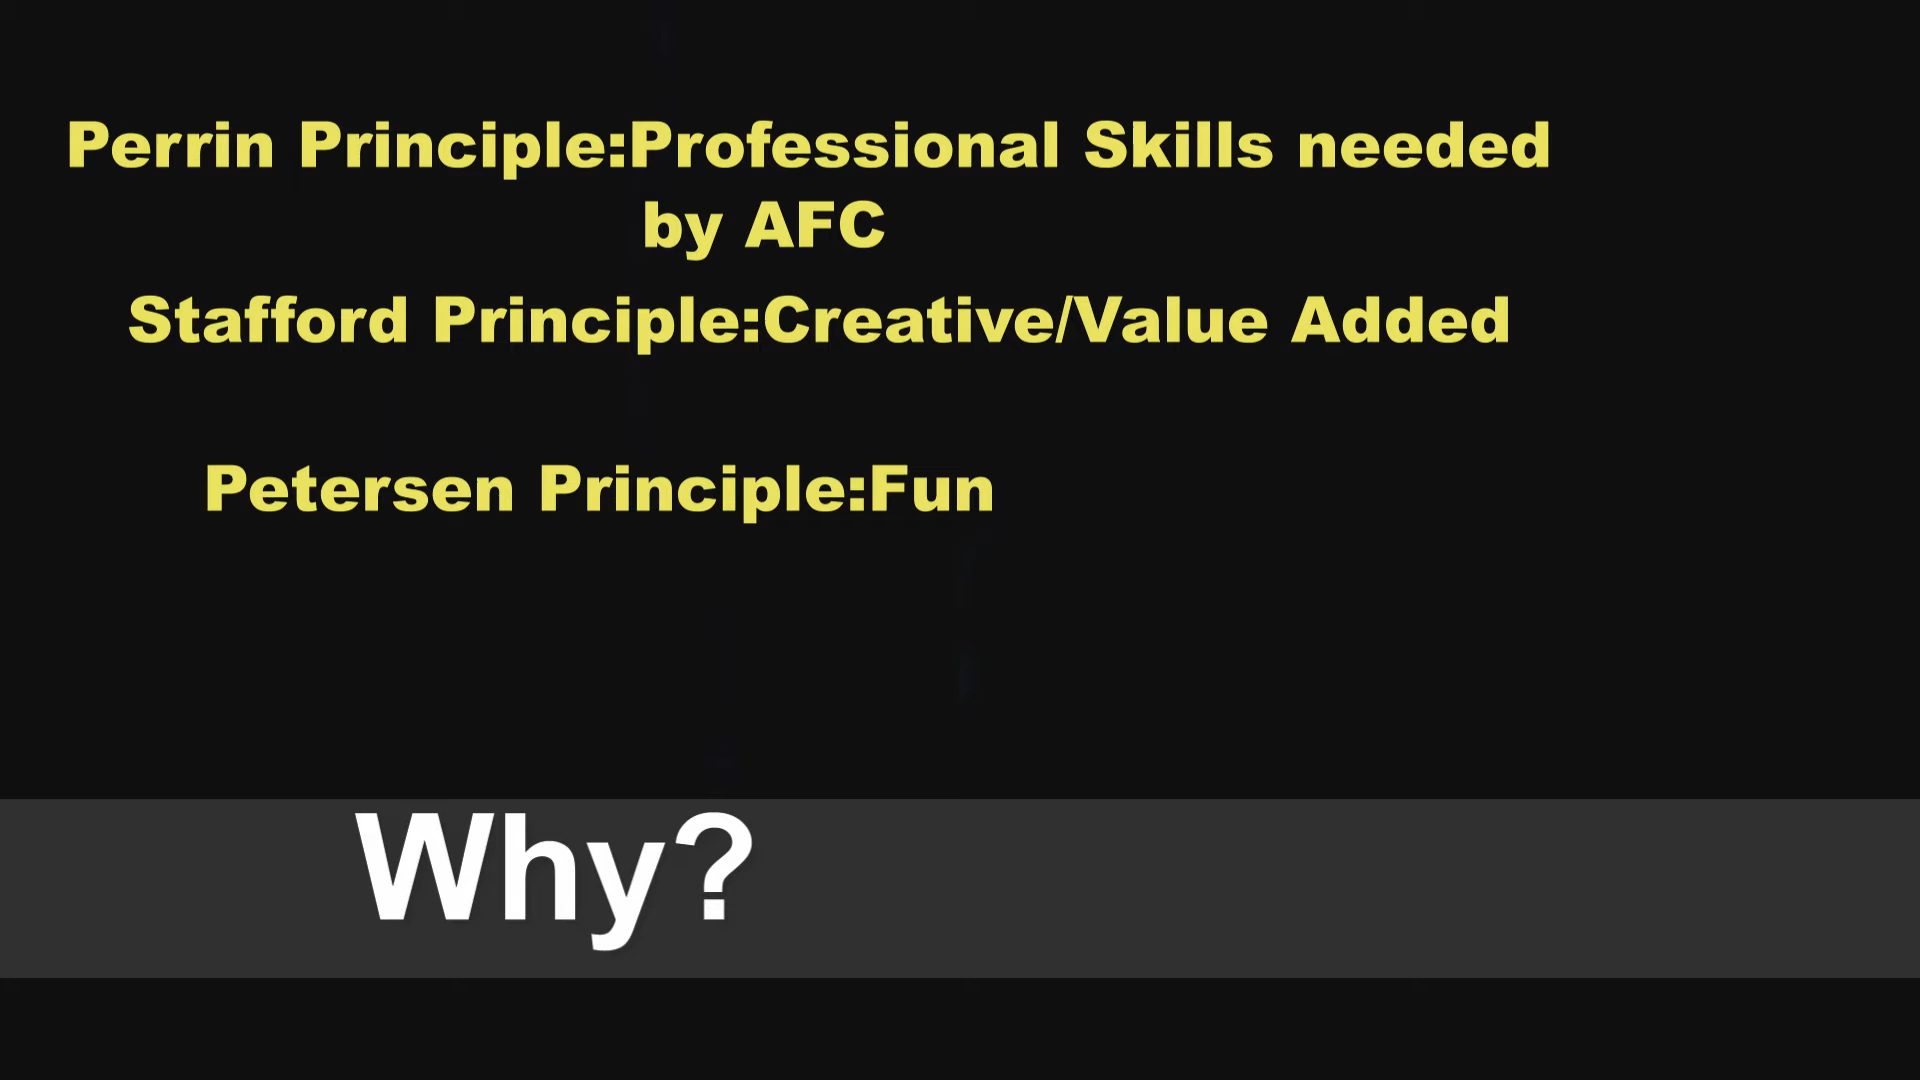 Perrin Principle:Professional Skills needed
by AFC
Stafford Principle:Creative/Value Added
Petersen Principle:Fun
Why?